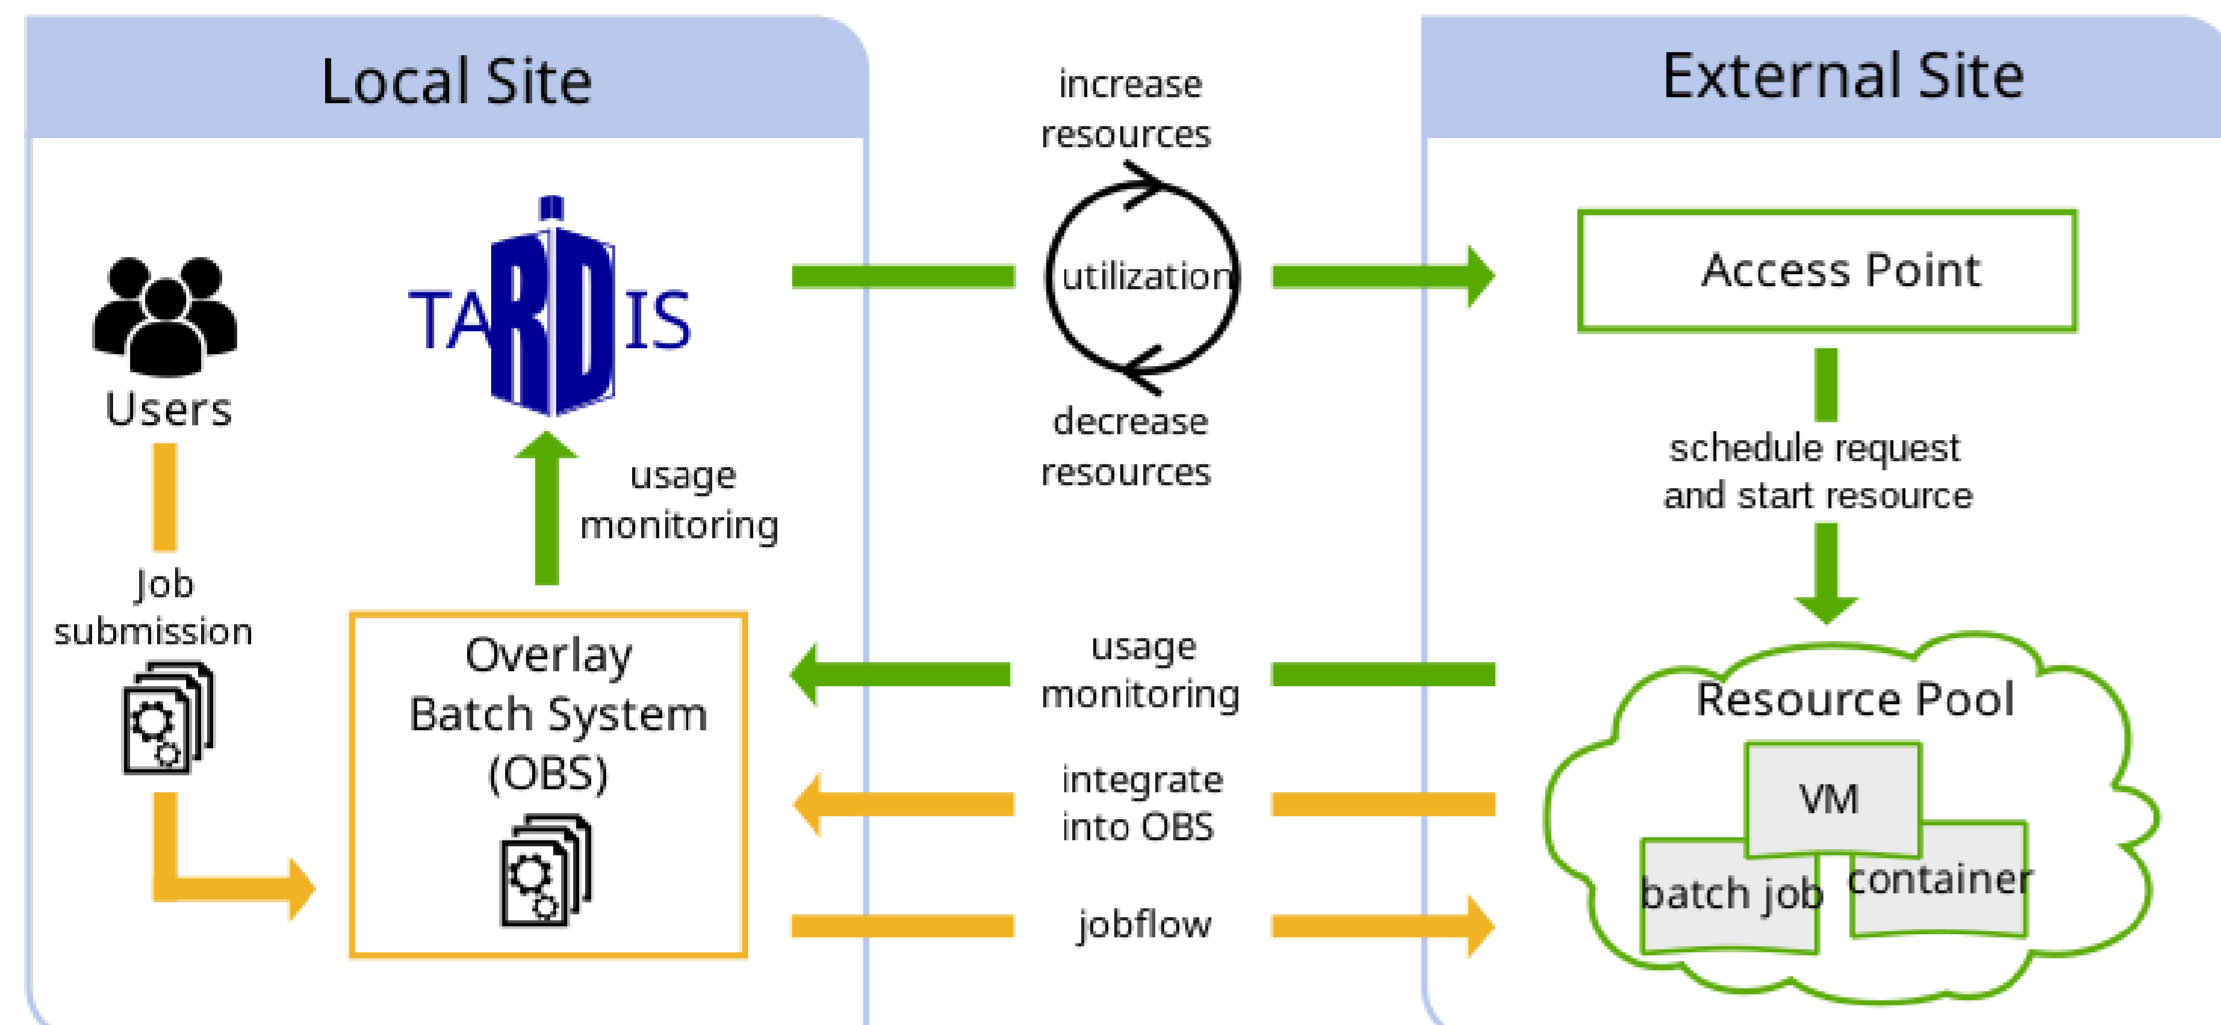 Local Site
Users
Job
submission
TARDIS
usage
monitoring
Overlay
Batch System
(OBS)
increase
resources
utilization
decrease
resources
usage
monitoring
integrate
into OBS
jobflow
External Site
Access Point
schedule request
and start resource
Resource Pool
VM
batch job
container